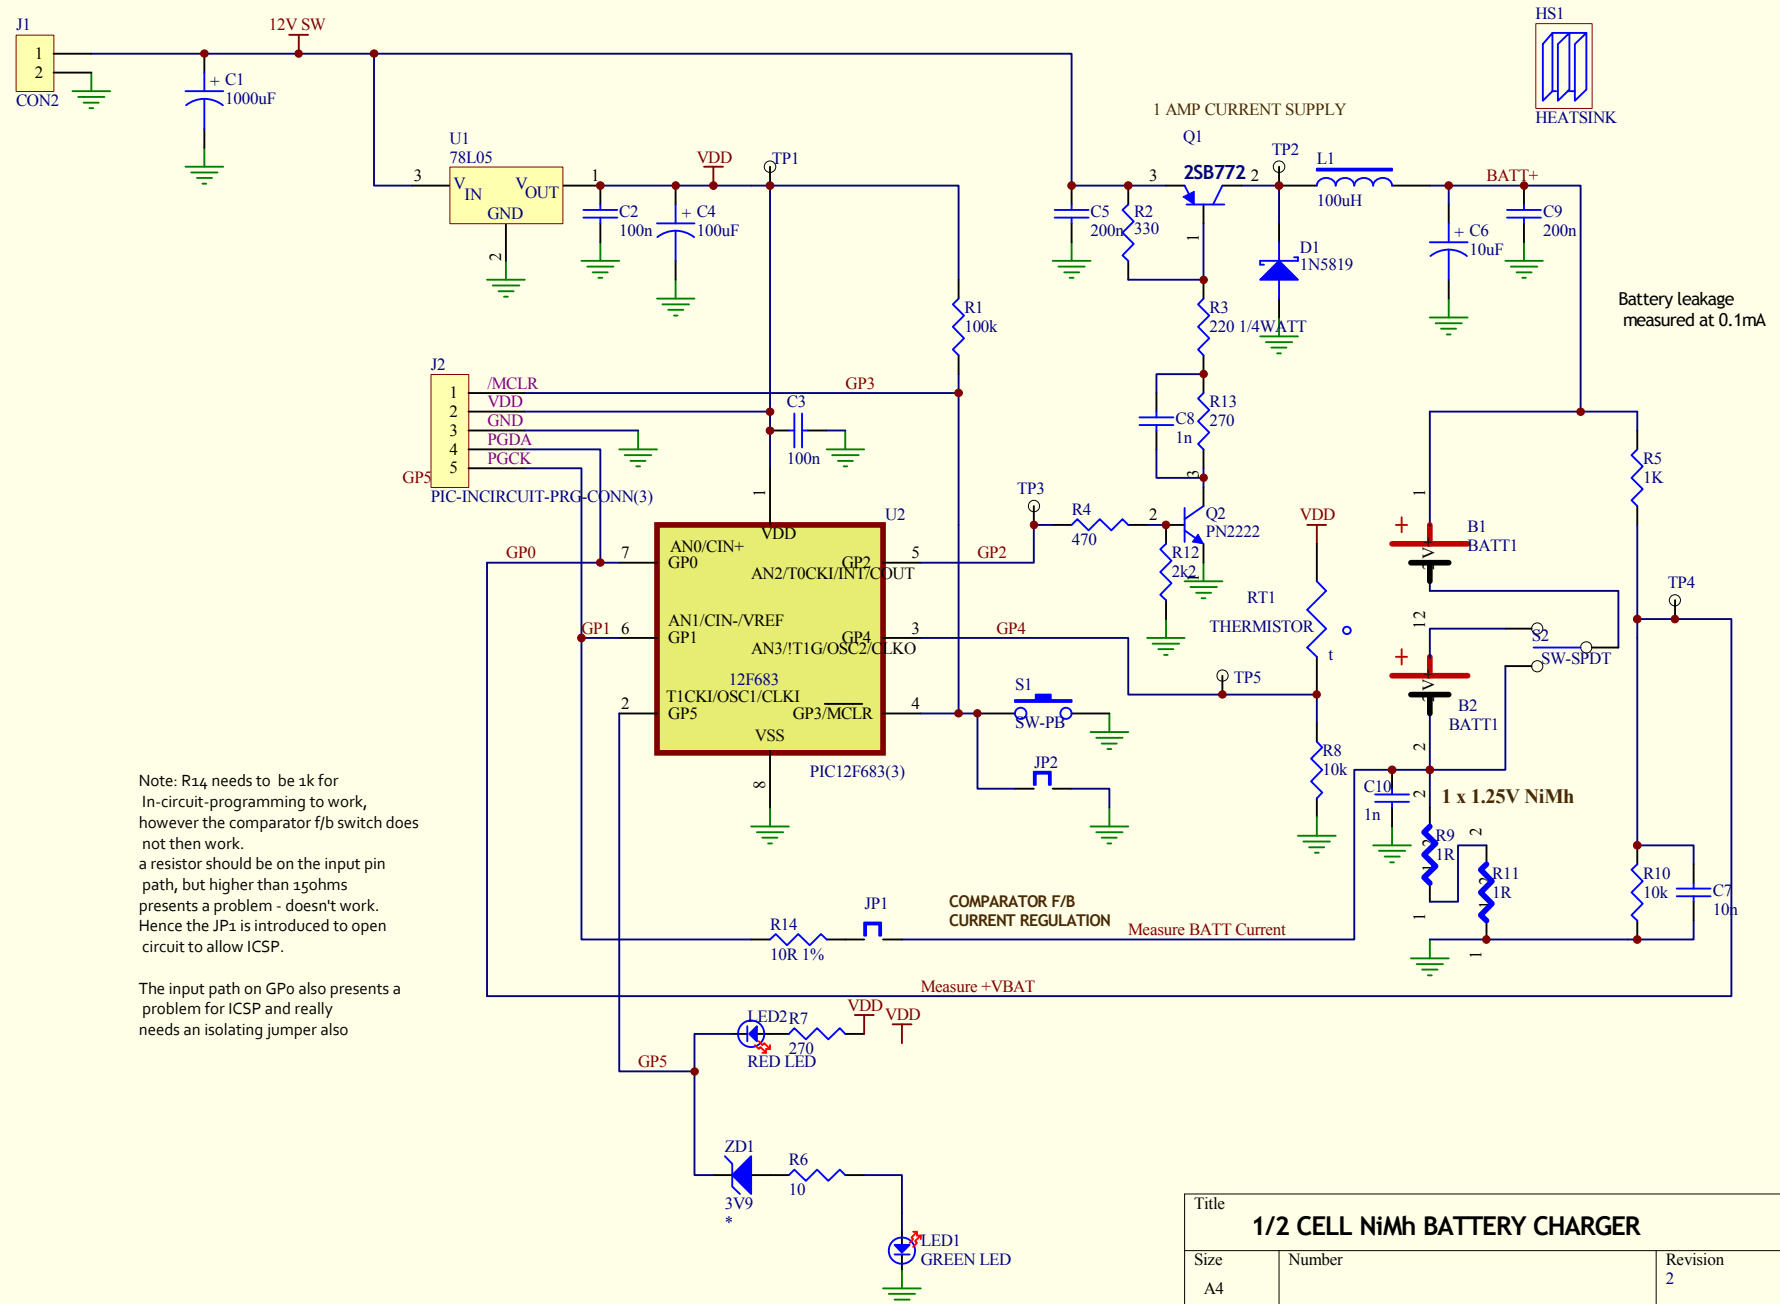 J1
1
2
CON2
12V SW
+ C1
1000uF
HS1
HEATSINK
1 AMP CURRENT SUPPLY
U1
78L05
3
VIN
VOUT
GND
1
2
C2
100n
+ C4
100uF
VDD
TP1
Q1
2SB772
3
2
1
C5
200n
R2
330
TP2
L1
100uH
BATT+
D1
1N5819
+ C6
10uF
C9
200n
Battery leakage
measured at 0.1mA
R1
100k
R3
220 1/4WATT
J2
1
2
3
4
5
/MCLR
VDD
GND
PGDA
PGCK
GP5
PIC-INCIRCUIT-PRG-CONN(3)
GP3
C3
100n
C8
1n
R13
270
3
TP3
R4
470
2
Q2
PN2222
R12
2k2
1
VDD
RT1
THERMISTOR
t
R5
1K
1
+
B1
BATT1
V
TP4
12
S2
SW-SPDT
+
V
B2
BATT1
2
U2
1
VDD
GP0
7
AN0/CIN+
GP0
GP2
AN2/T0CKI/INT/COUT
5
GP2
GP1
6
AN1/CIN-/VREF
GP1
GP4
AN3/!T1G/OSC2/CLKO
3
GP4
12F683
2
T1CKI/OSC1/CLKI
GP5
GP3/MCLR
4
VSS
8
PIC12F683(3)
S1
SW-PB
JP2
TP5
R8
10k
C10
1n
2
1 x 1.25V NiMh
R9
1R
1
2
R11
1R
1
R10
10k
C7
10n
Note: R14 needs to be 1k for
In-circuit-programming to work,
however the comparator f/b switch does
not then work.
a resistor should be on the input pin
path, but higher than 150hms
presents a problem - doesn't work.
Hence the JP1 is introduced to open
circuit to allow ICSP.
The input path on GP0 also presents a
problem for ICSP and really
needs an isolating jumper also
R14
10R 1%
JP1
COMPARATOR F/B
CURRENT REGULATION
Measure BATT Current
Measure +VBAT
LED2
RED LED
R7
270
VDD
VDD
GP5
ZD1
3V9
*
R6
10
LED1
GREEN LED
Title
1/2 CELL NiMh BATTERY CHARGER
Size
A4
Number
Revision
2